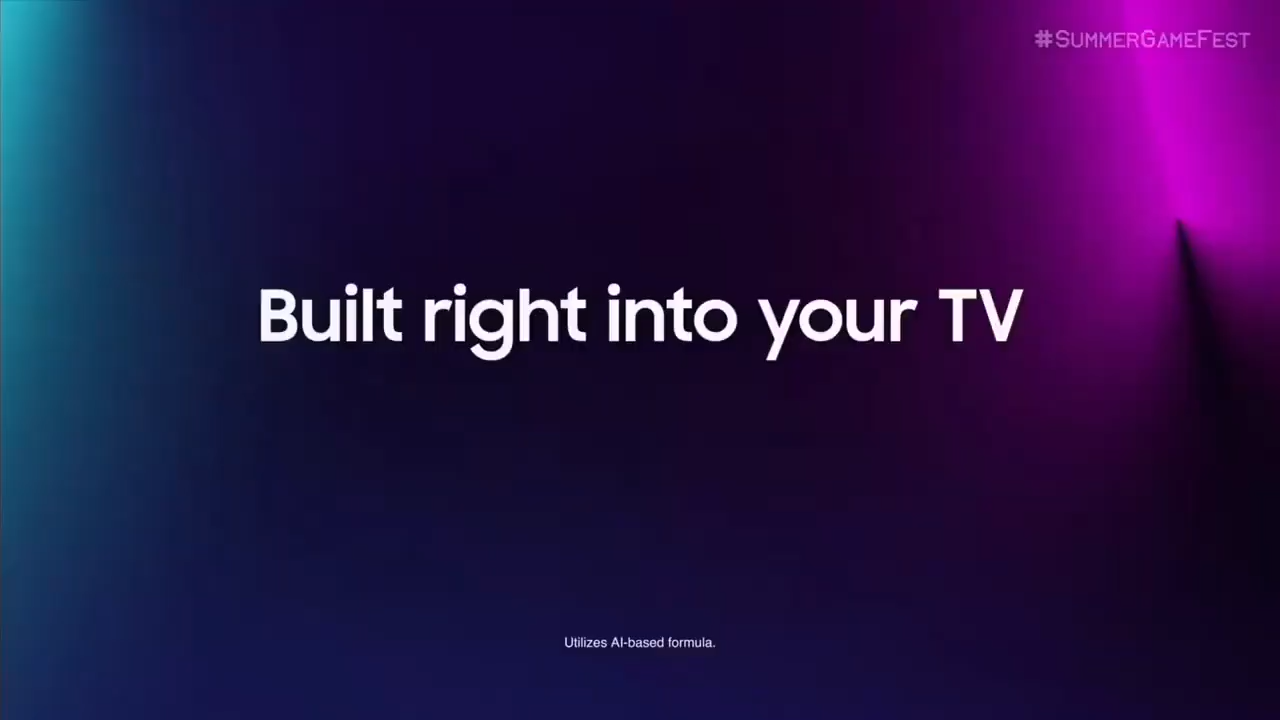 #SUMMERGAMEFEST
Built right into your TV
Utilizes AI-based formula.